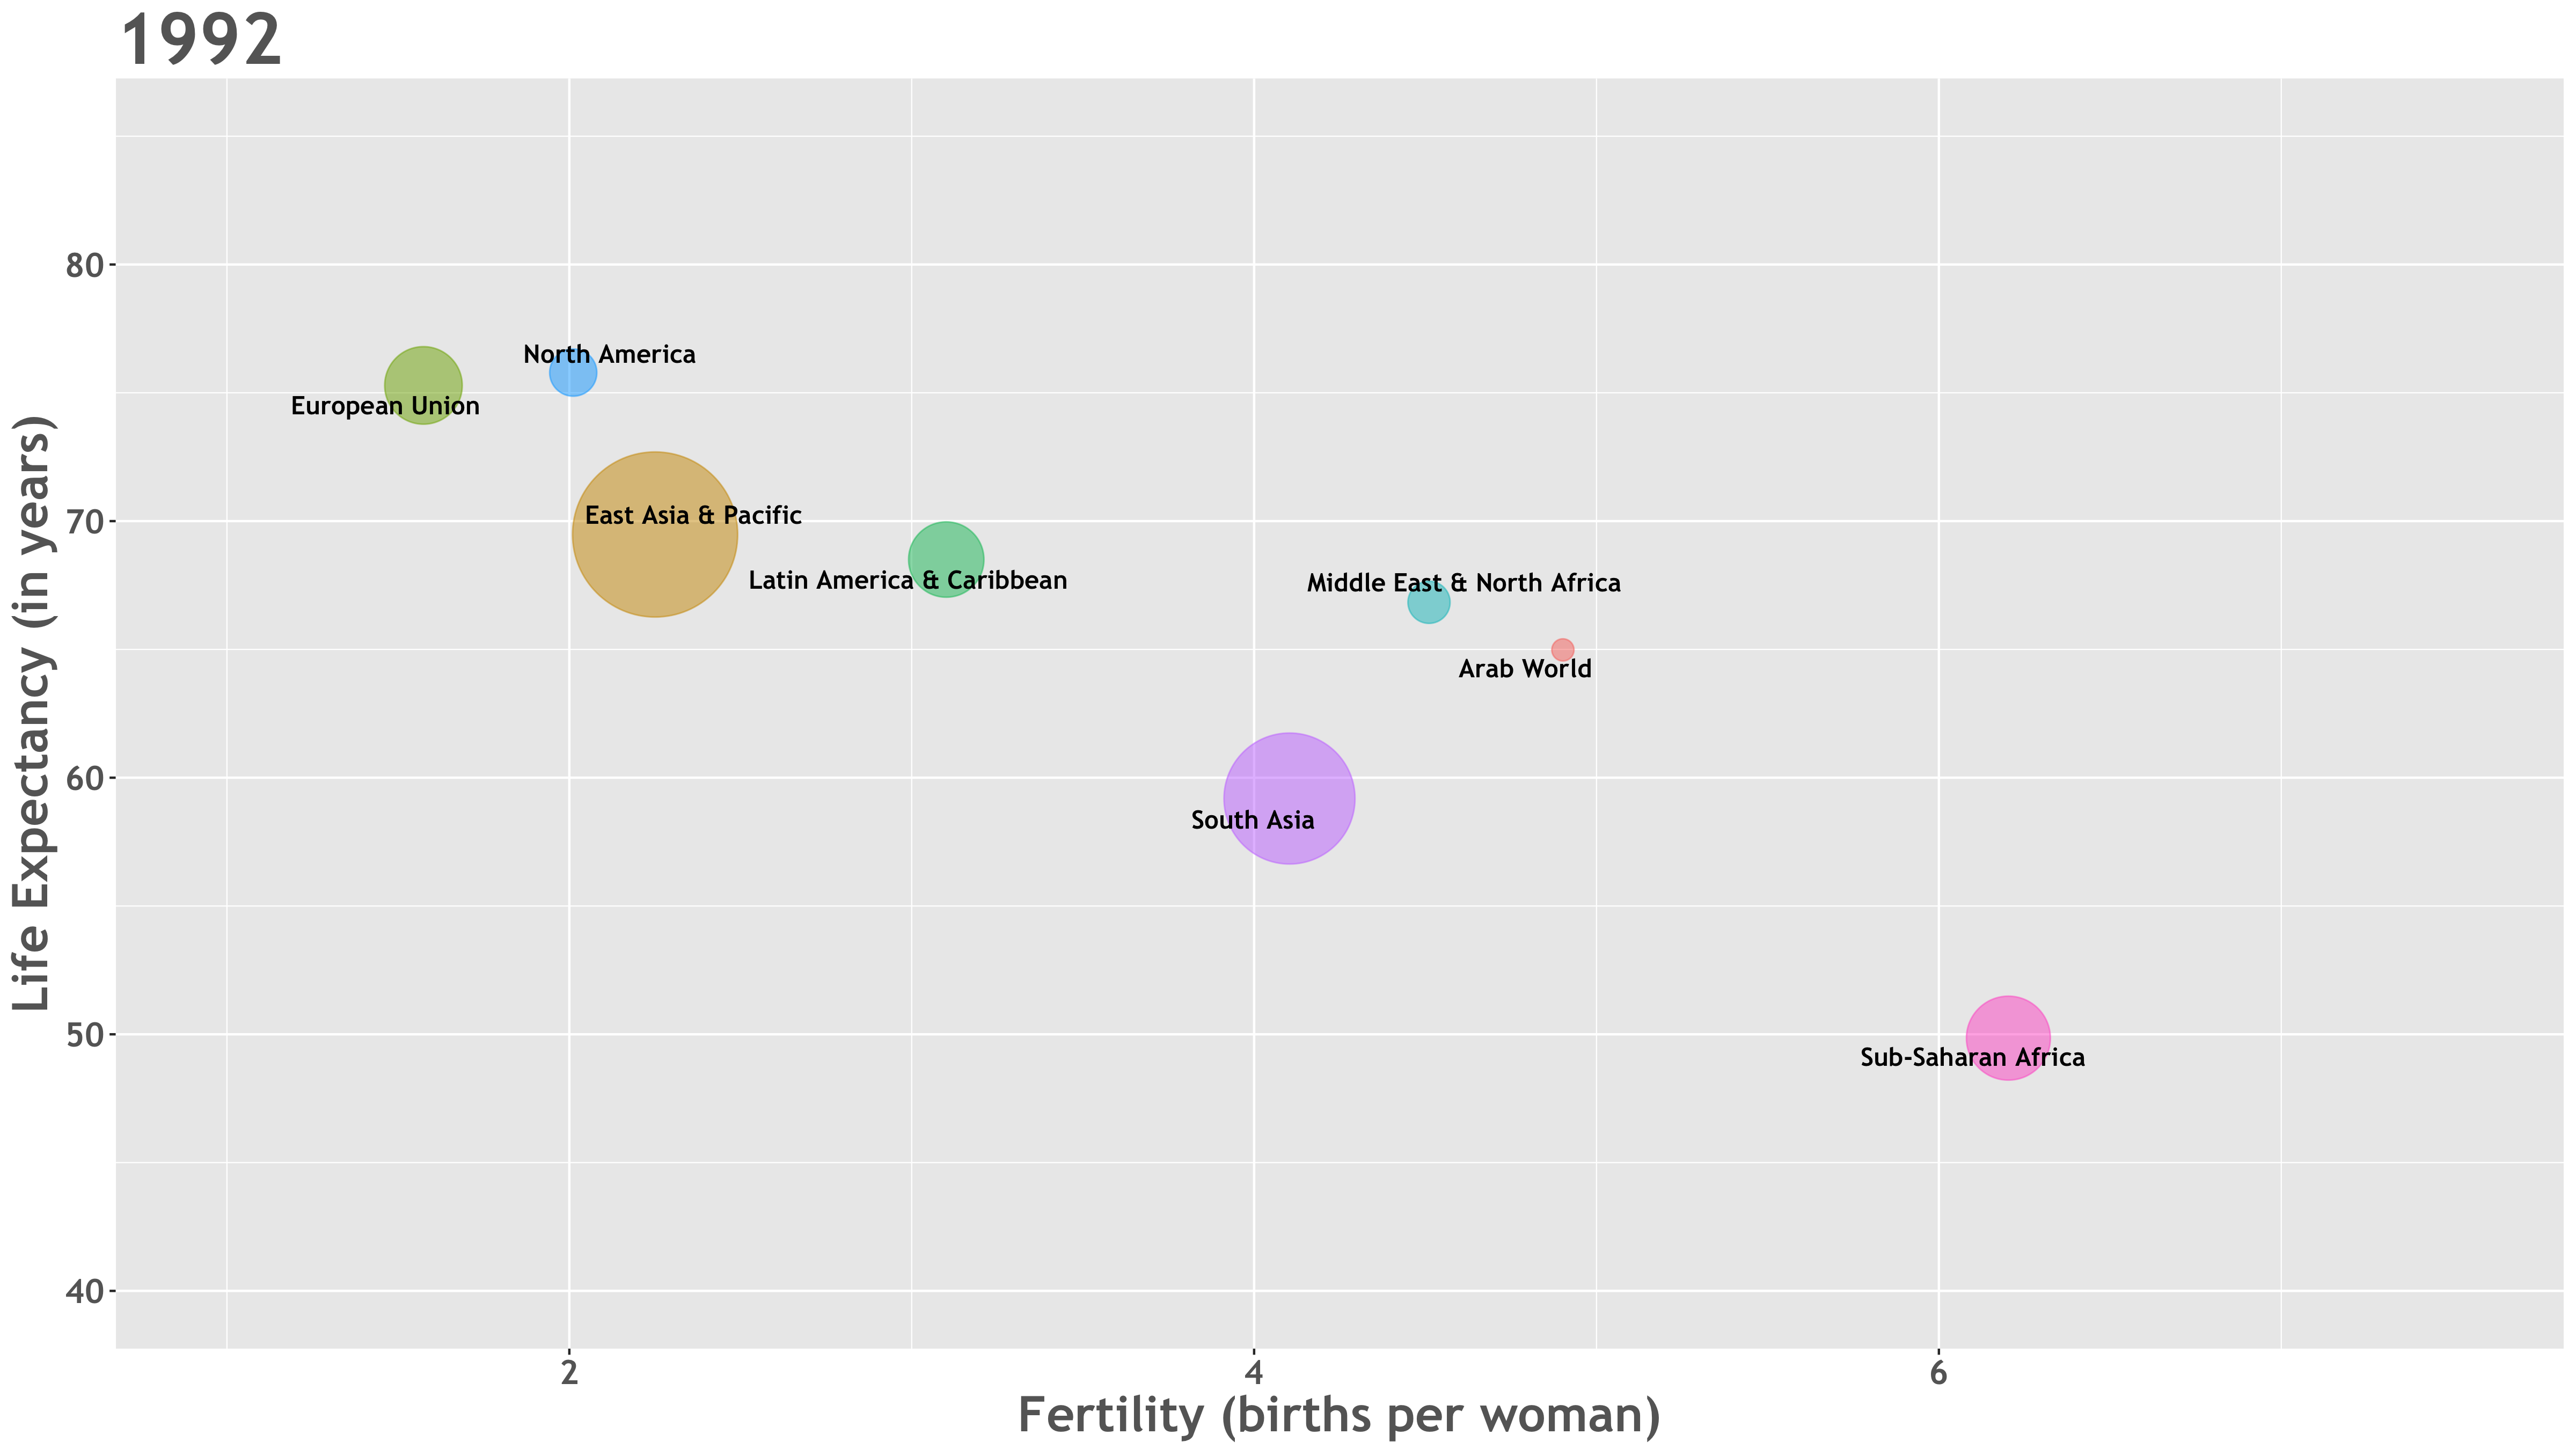 1992
80
70
60
50
40
Life Expectancy (in years)
North America
European Union
East Asia & Pacific
Latin America & Caribbean
Middle East & North Africa
Arab World
South Asia
Sub-Saharan Africa
2
4
6
Fertility (births per woman)